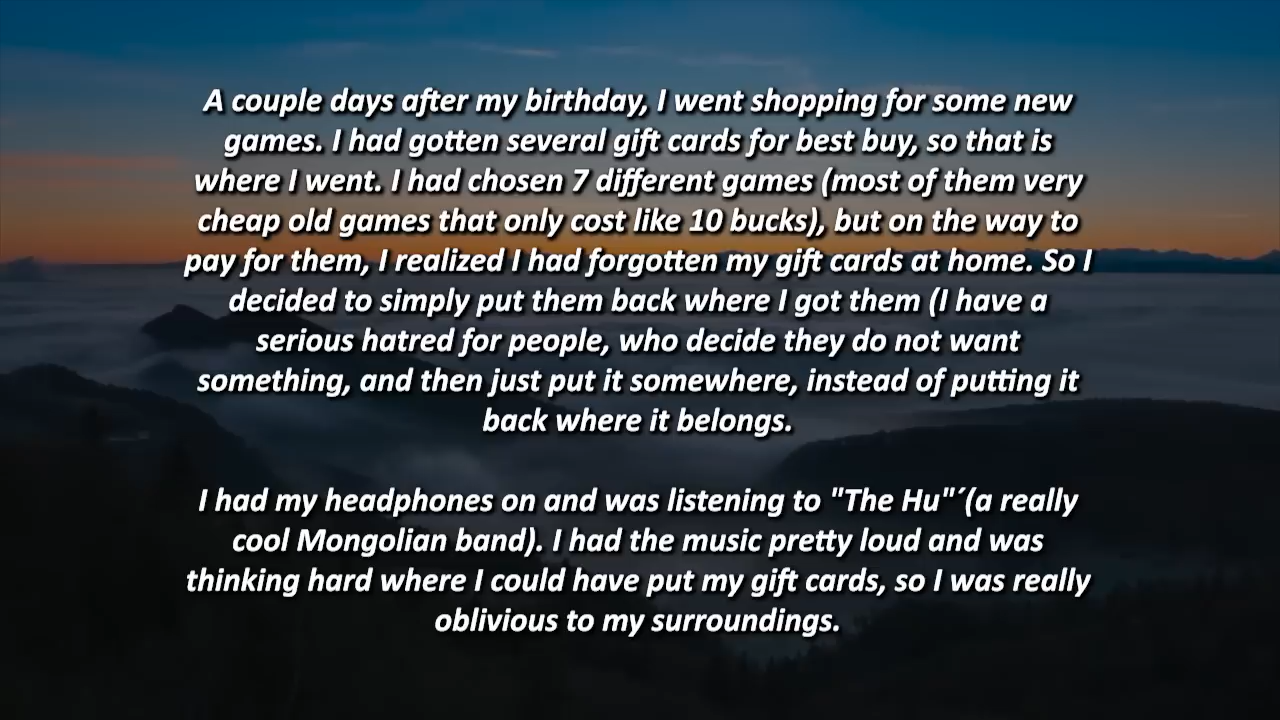 A couple days after my birthday, I went shopping for some new
games. I had gotten several gift cards for best buy, so that is
where I went. I had chosen 7 different games (most of them very
cheap old games that only cost like 10 bucks), but on the way to
pay for them, I realized I had forgotten my gift cards at home. So I
decided to simply put them back where I got them (I have a
serious hatred for people, who decide they do not want
something, and then just put it somewhere, instead of putting it
back where it belongs.
I had my headphones on and was listening to "The Hu"´(a really
cool Mongolian band). I had the music pretty loud and was
thinking hard where I could have put my gift cards, so I was really
oblivious to my surroundings.